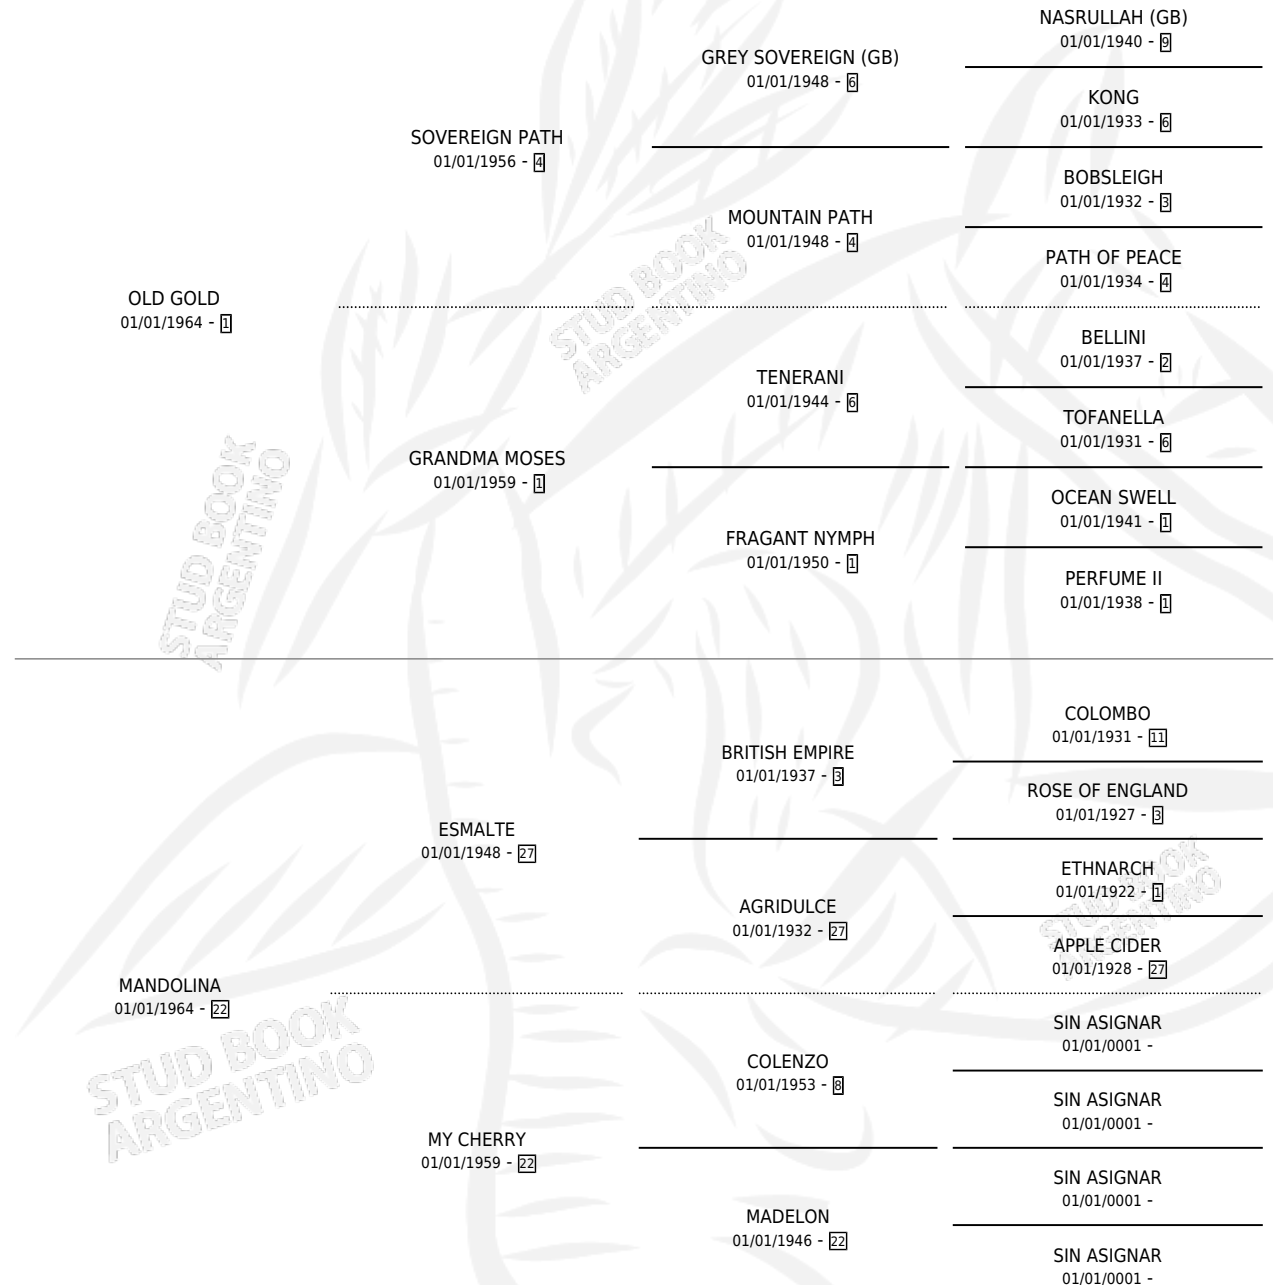 NASRULLAH (GB)
01/01/1940 - 9
GREY SOVEREIGN (GB)
01/01/1948 - 6
KONG
01/01/1933 - 6
SOVEREIGN PATH
01/01/1956 - 4
BOBSLEIGH
01/01/1932 - 3
MOUNTAIN PATH
01/01/1948 - 4
PATH OF PEACE
01/01/1934 - 4
OLD GOLD
01/01/1964 - 1
BELLINI
01/01/1937 - 2
TENERANI
01/01/1944 - 6
TOFANELLA
01/01/1931 - 6
GRANDMA MOSES
01/01/1959 - 1
OCEAN SWELL
01/01/1941 - 1
FRAGANT NYMPH
01/01/1950 - 1
PERFUME II
01/01/1938 - 1
STUD BOOK
ARGENTINO
STUD BOOK
ARGENTINO
COLOMBO
01/01/1931 - 11
BRITISH EMPIRE
01/01/1937 - 3
ROSE OF ENGLAND
01/01/1927 - 3
ESMALTE
01/01/1948 - 27
ETHNARCH
01/01/1922 - 1
AGRIDULCE
01/01/1932 - 27
APPLE CIDER
01/01/1928 - 27
STUD BOOK
ARGENTINO
MANDOLINA
01/01/1964 - 22
SIN ASIGNAR
01/01/0001 -
COLENZO
01/01/1953 - 8
SIN ASIGNAR
01/01/0001 -
STUD BOOK
ARGENTINO
MY CHERRY
01/01/1959 - 22
SIN ASIGNAR
01/01/0001 -
MADELON
01/01/1946 - 22
SIN ASIGNAR
01/01/0001 -